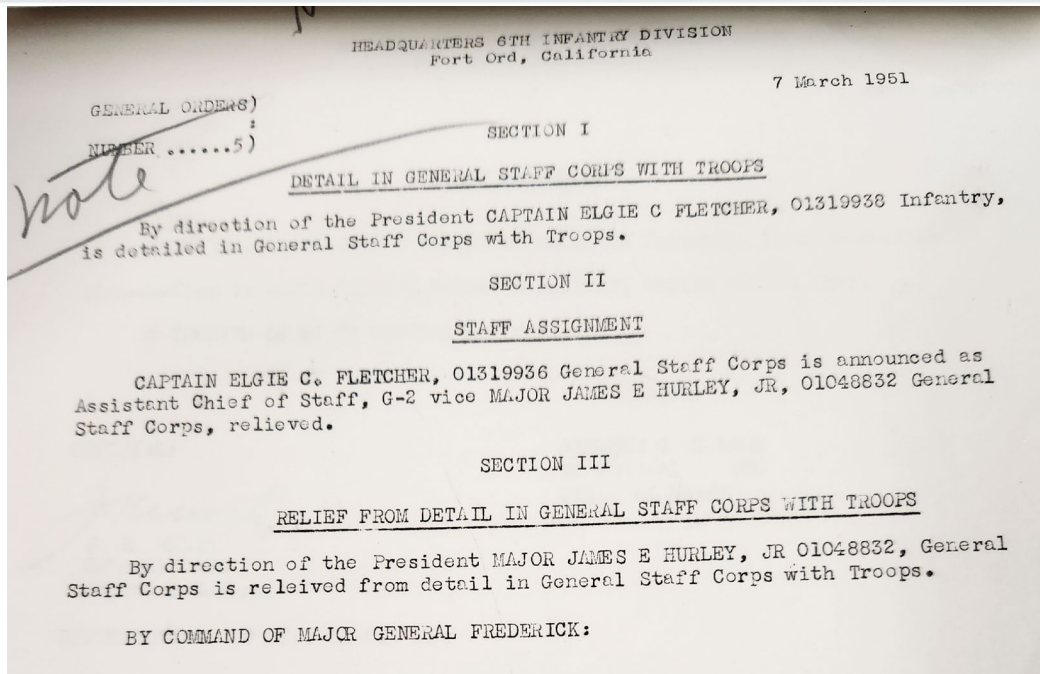 HEADQUARTERS 6TH INFANTRY DIVISION
Fort Ord, California
7 March 1951
GENERAL ORDERS)
:
NUMBER ......5)
Note
SECTION I
DETAIL IN GENERAL STAFF CORPS WITH TROOPS
By direction of the President CAPTAIN ELGIE C FLETCHER, 01319938 Infantry,
is detailed in General Staff Corps with Troops.
SECTION II
STAFF ASSIGNMENT
CAPTAIN ELGIE C. FLETCHER, 01319936 General Staff Corps is announced as
Assistant Chief of Staff, G-2 vice MAJOR JAMES E HURLEY, JR, 01048832 General
Staff Corps, relieved.
SECTION III
RELIEF FROM DETAIL IN GENERAL STAFF CORPS WITH TROOPS
By direction of the President MAJOR JAMES E HURLEY, JR 01048832, General
Staff Corps is releived from detail in General Staff Corps with Troops.
BY COMMAND OF MAJOR GENERAL FREDERICK: